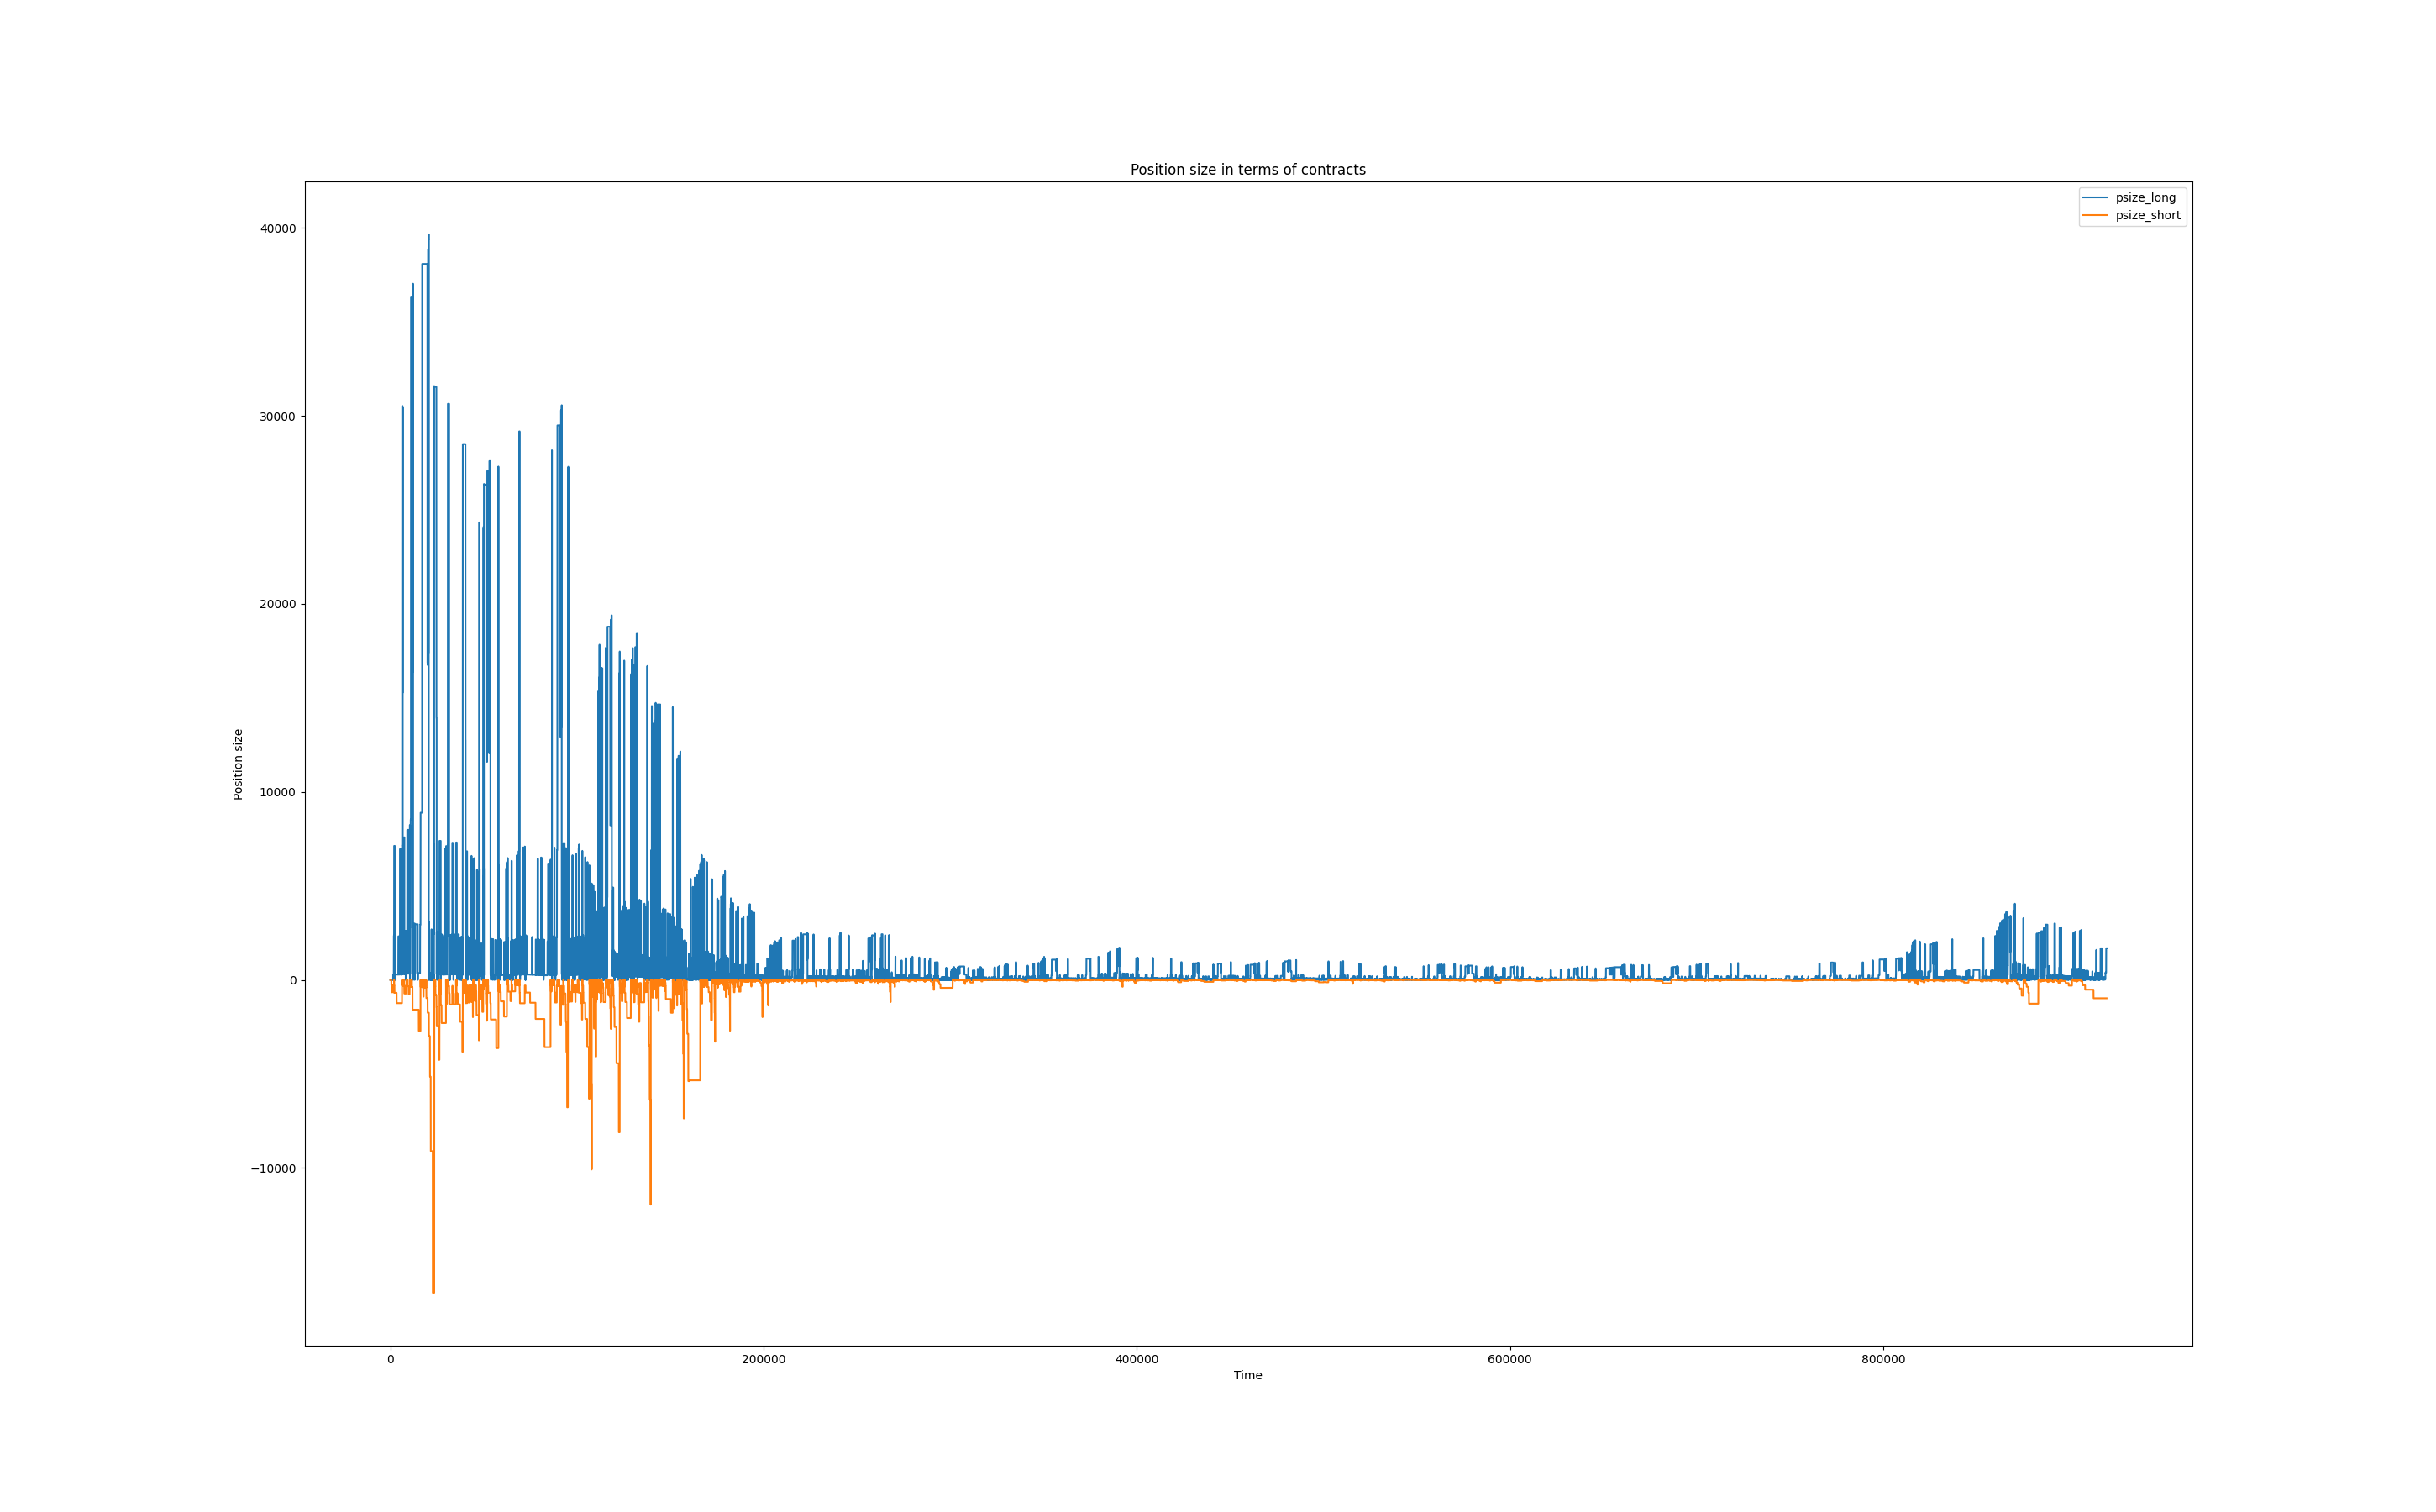 Position size in terms of contracts
psize_long
psize_short
40000
30000
20000
10000
0
−10000
Position size
0
200000
400000
600000
800000
Time